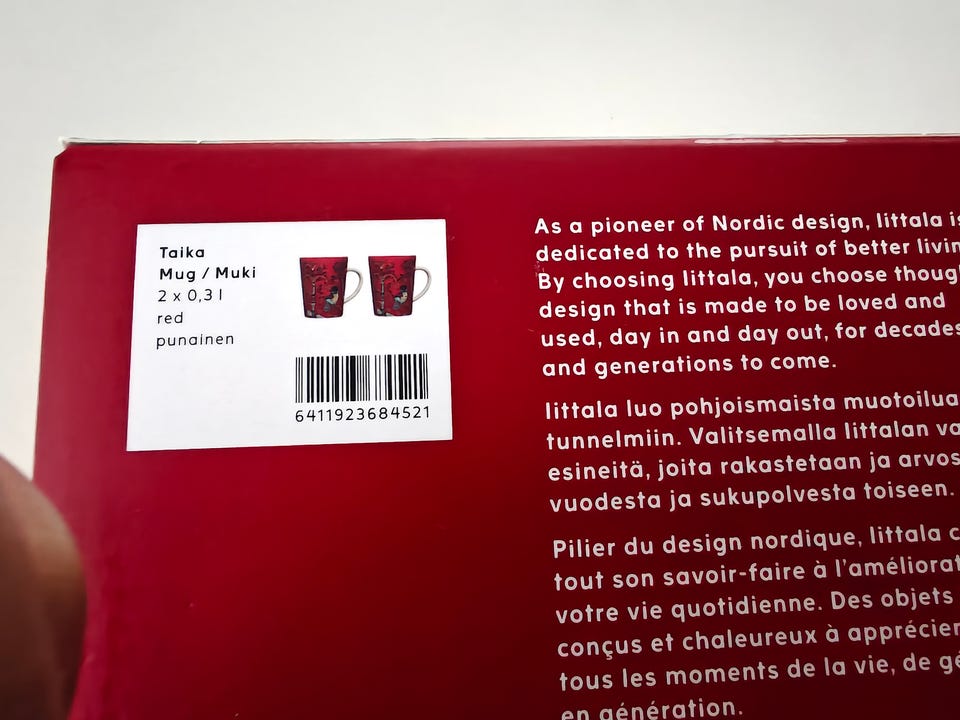 Taika
Mug / Muki
2 x 0,3 l
red
punainen
6411923684521
As a pioneer of Nordic design, Iittala is
dedicated to the pursuit of better livin
By choosing Iittala, you choose thoug
design that is made to be loved and
used, day in and day out, for decades
and generations to come.
Iittala luo pohjoismaista muotoilua
tunnelmiin. Valitsemalla Iittalan va
esineitä, joita rakastetaan ja arvos
vuodesta ja sukupolvesta toiseen.
Pilier du design nordique, Iittala c
tout son savoir-faire à l'améliorat
votre vie quotidienne. Des objets
conçus et chaleureux à apprécier
tous les moments de la vie, de gé
en génération.